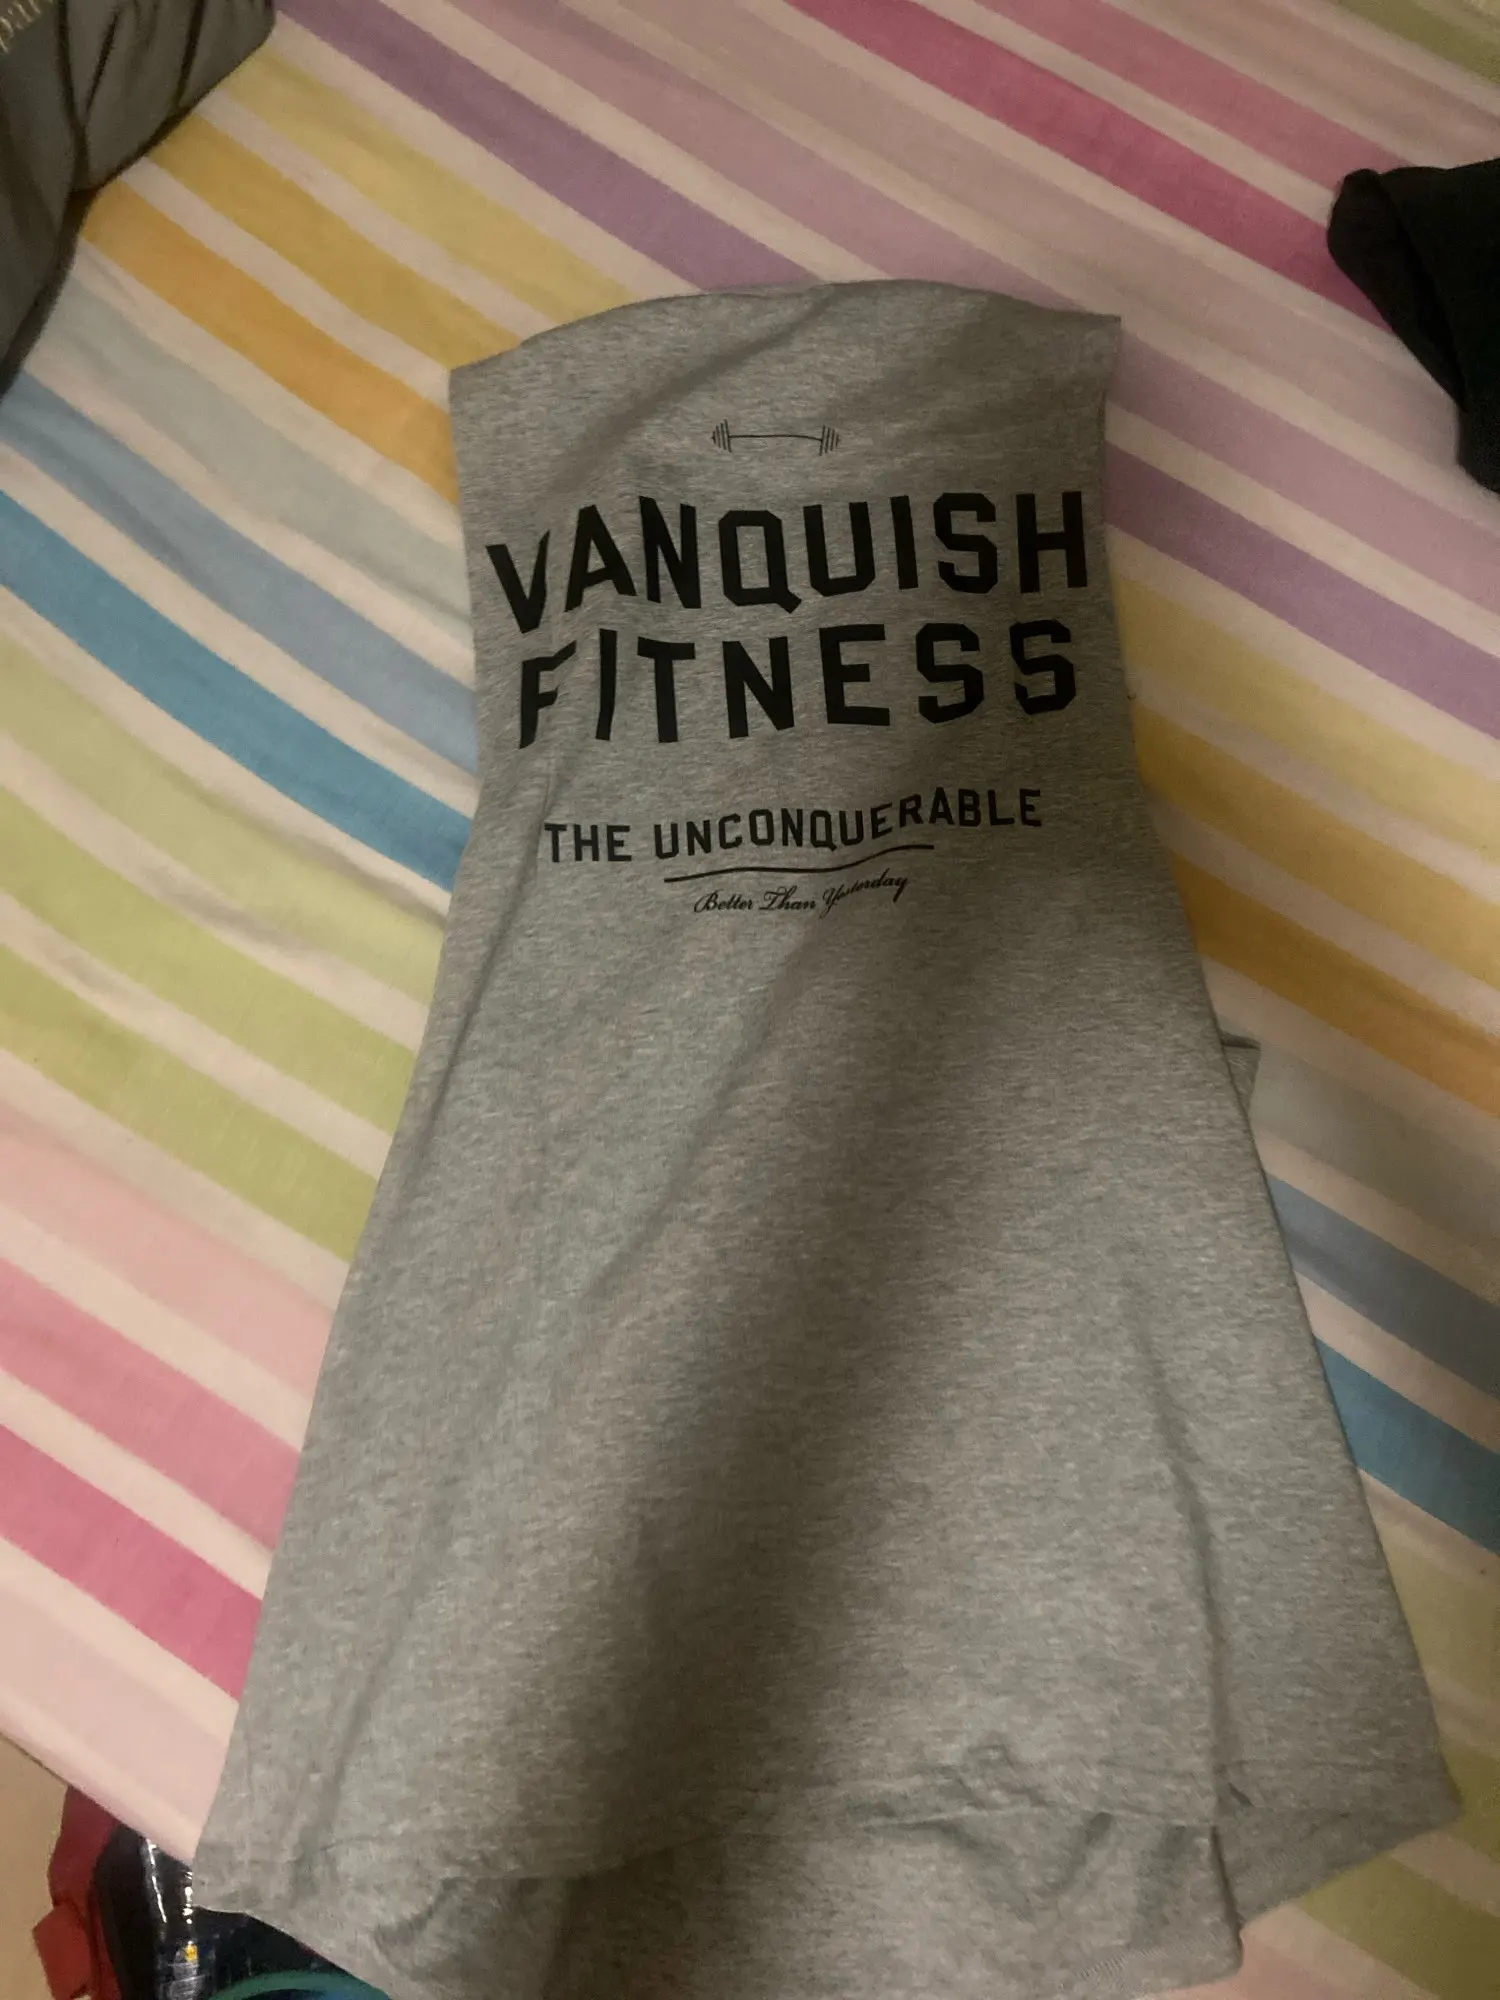 VANQUISH
FITNESS
THE UNCONQUERABLE
Better Than Yesterday